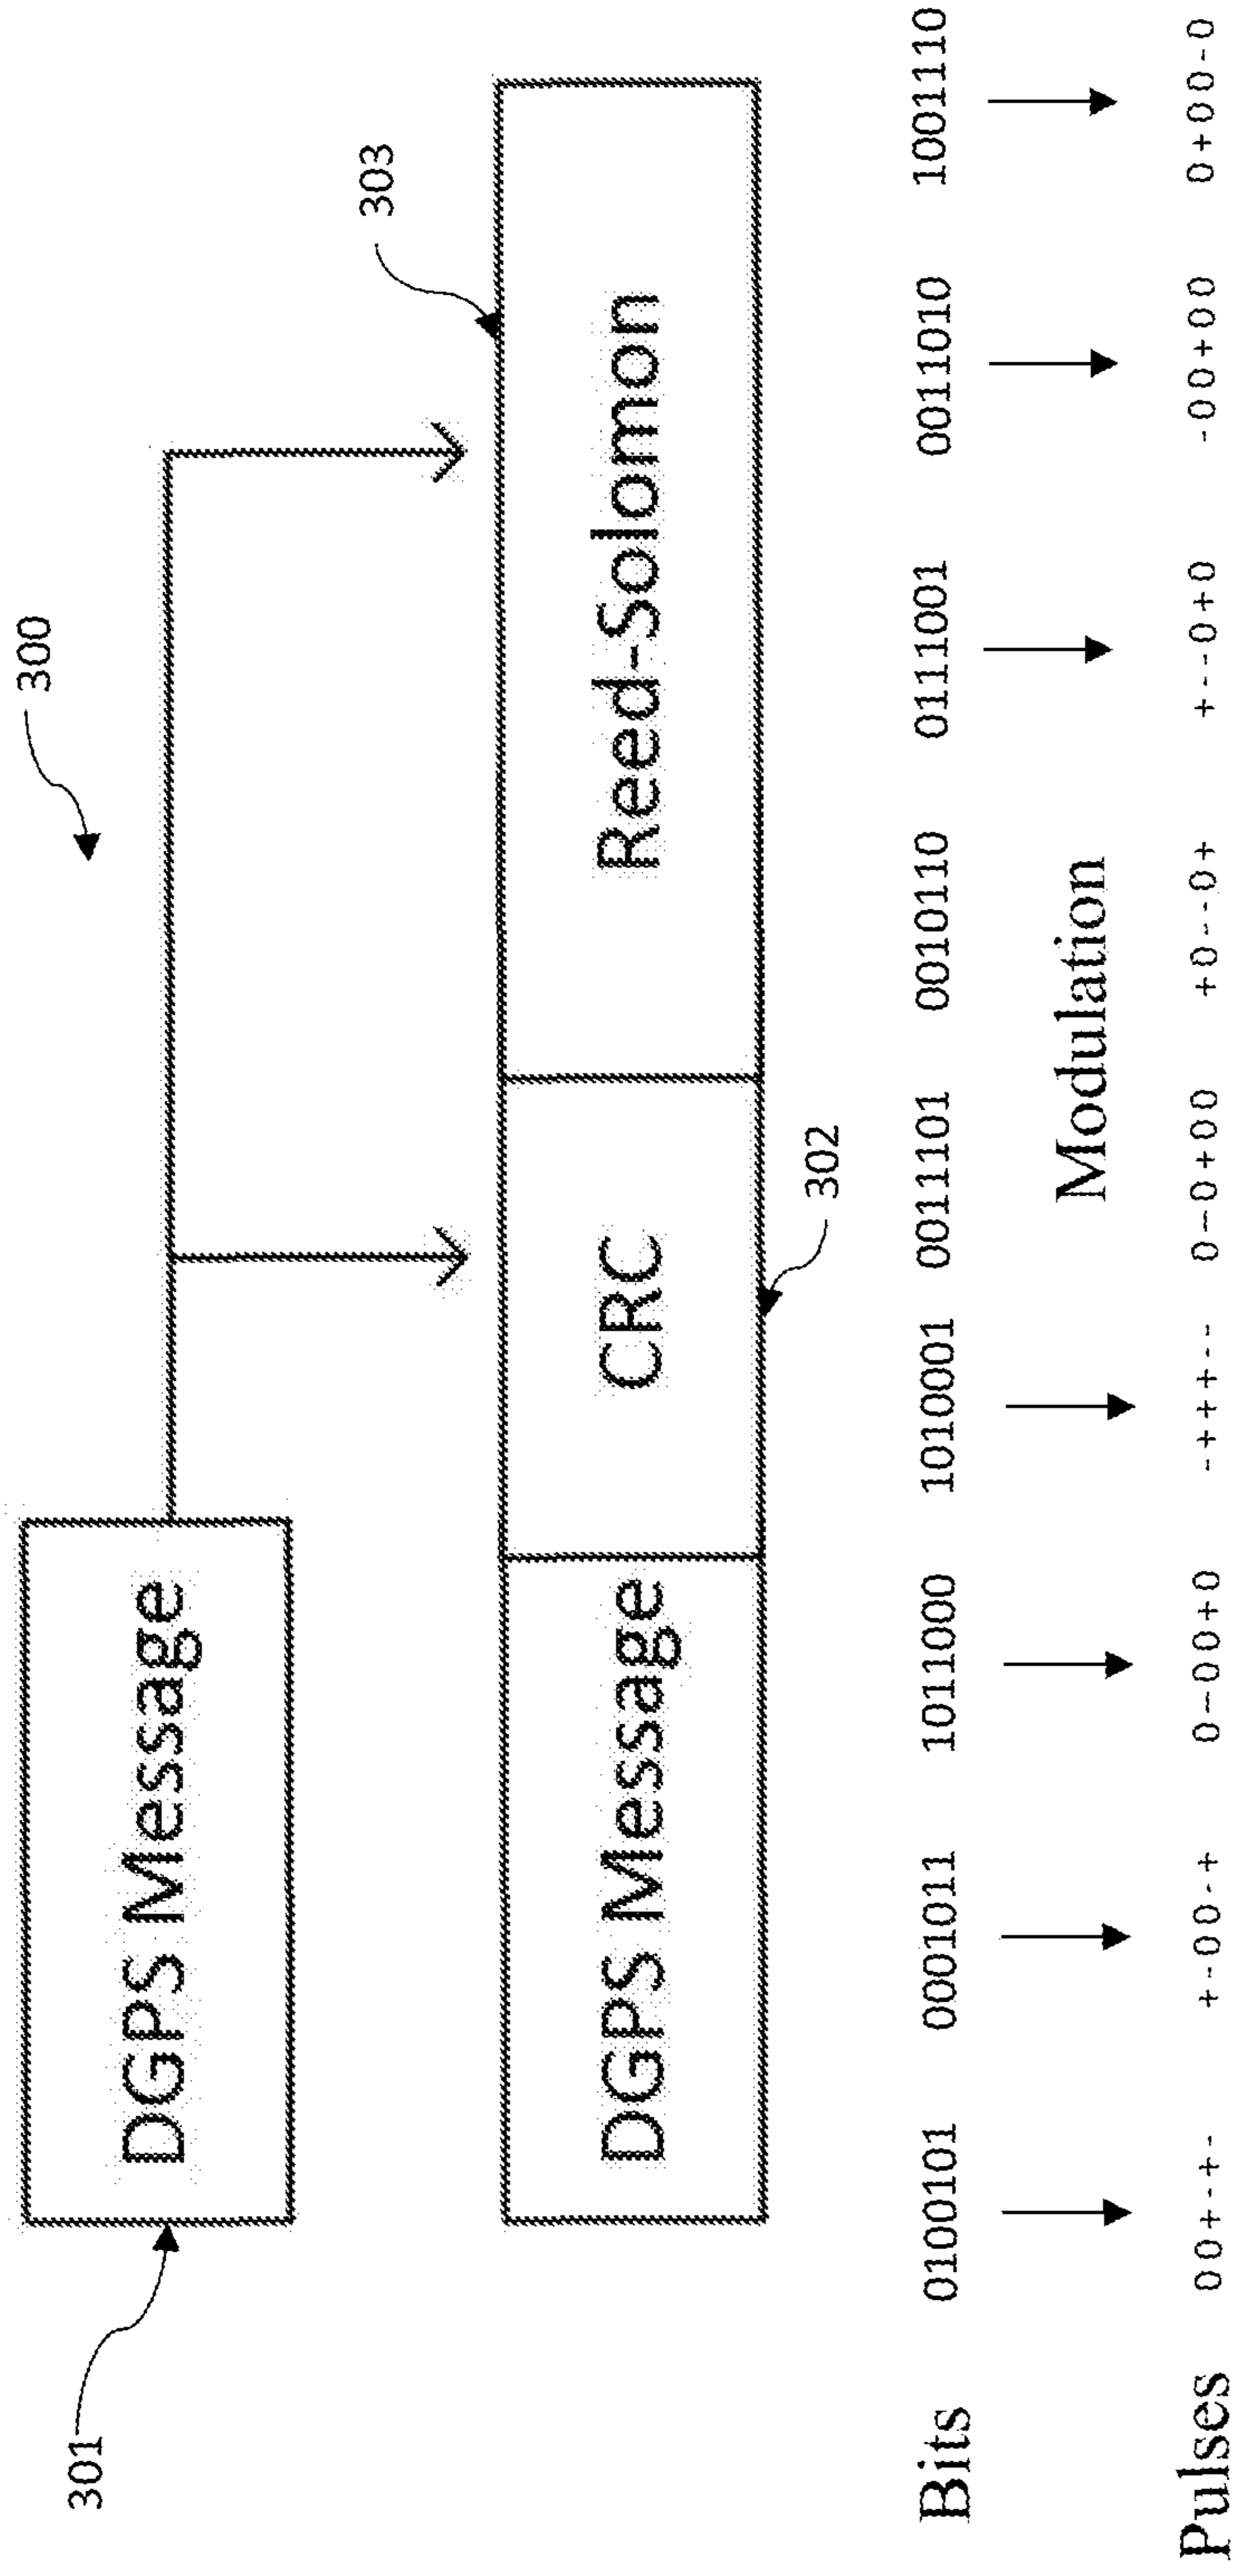 300
301
DGPS Message
303
DGPS Message CRC Reed-Solomon
302
Bits 0100101 0001011 1011000 1010001 0011101 0010110 0111001 0011010 1001110
Modulation
Pulses 00+-+- +-00-+ 0-00+0 -+++-- 0-0+00 +0--0+ +--0+0 -00+00 0+00-0